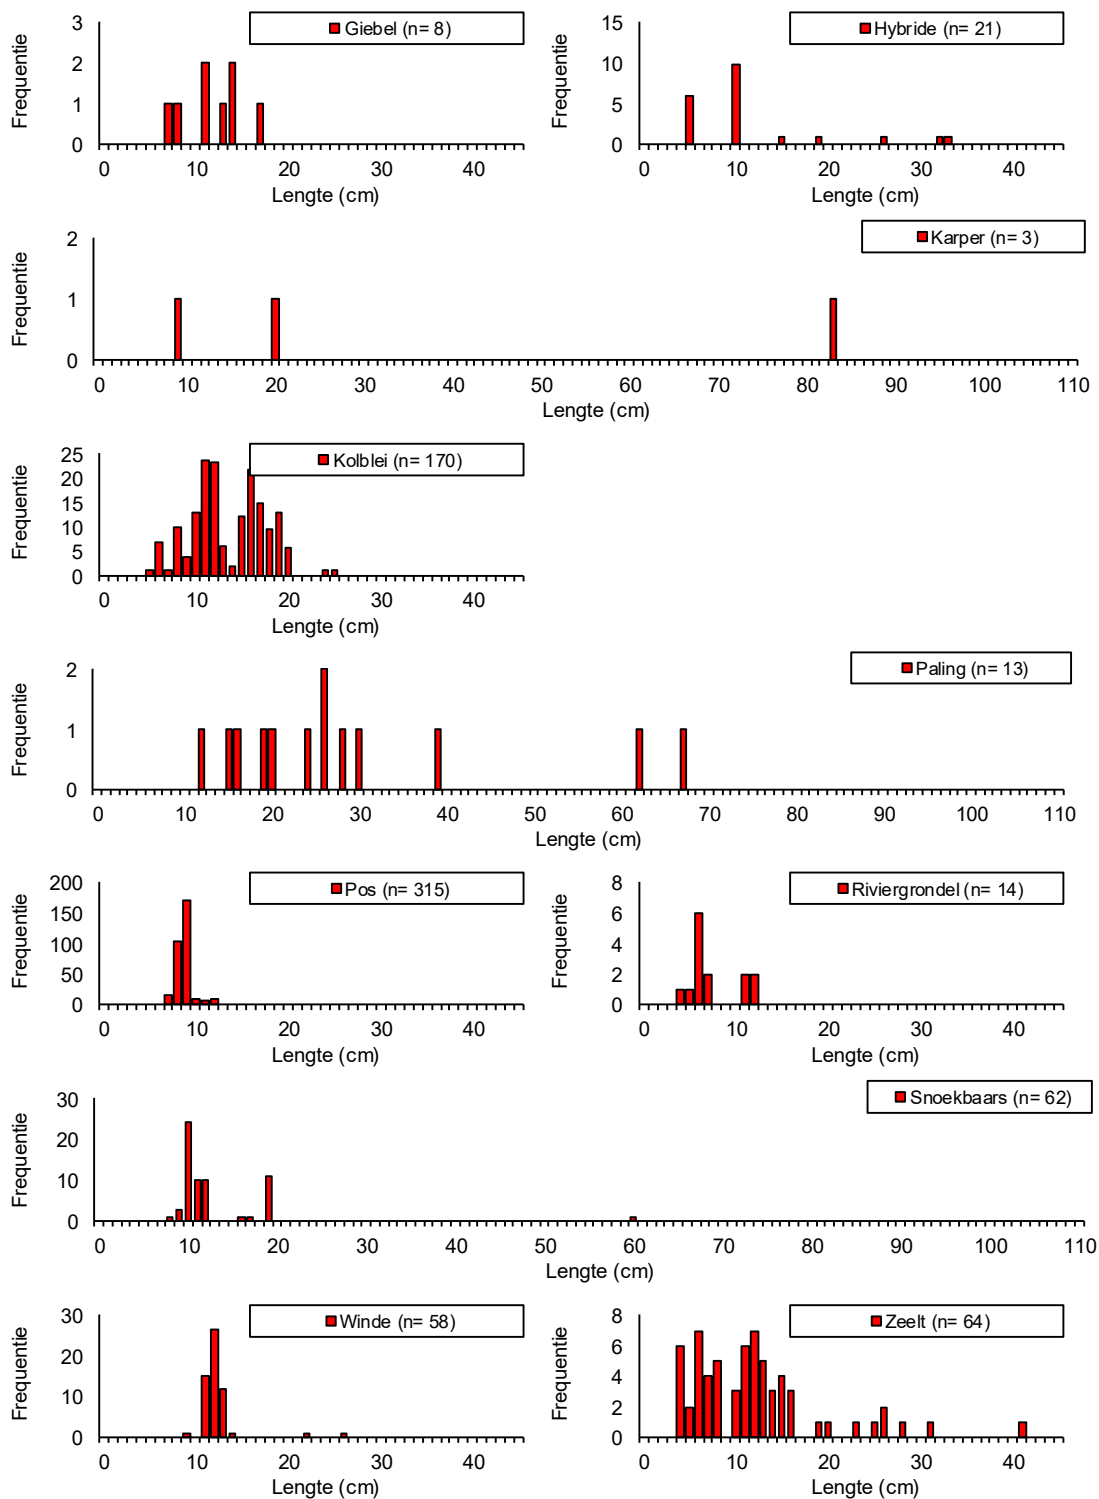 Giebel (n= 8)
Frequentie
3
2
1
0
0 10 20 30 40
Lengte (cm)
Hybride (n= 21)
Frequentie
15
10
5
0
0 10 20 30 40
Lengte (cm)
Karper (n= 3)
Frequentie
2
1
0
0 10 20 30 40 50 60 70 80 90 100 110
Lengte (cm)
Kolblei (n= 170)
Frequentie
25
20
15
10
5
0
0 10 20 30 40
Lengte (cm)
Paling (n= 13)
Frequentie
2
1
0
0 10 20 30 40 50 60 70 80 90 100 110
Lengte (cm)
Pos (n= 315)
Frequentie
200
150
100
50
0
0 10 20 30 40
Lengte (cm)
Riviergrondel (n= 14)
Frequentie
8
6
4
2
0
0 10 20 30 40
Lengte (cm)
Snoekbaars (n= 62)
Frequentie
30
20
10
0
0 10 20 30 40 50 60 70 80 90 100 110
Lengte (cm)
Winde (n= 58)
Frequentie
30
20
10
0
0 10 20 30 40
Lengte (cm)
Zeelt (n= 64)
Frequentie
8
6
4
2
0
0 10 20 30 40
Lengte (cm)